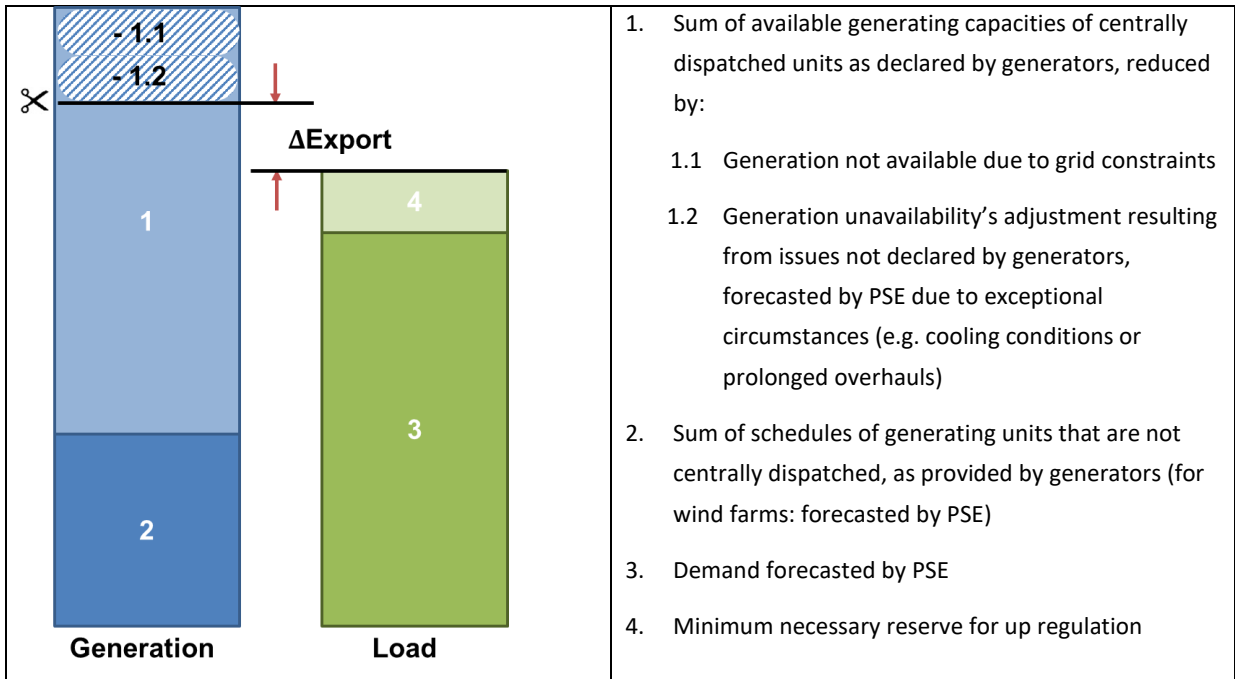 - 1.1
- 1.2
ΔExport
1
4
3
2
Generation
Load
1. Sum of available generating capacities of centrally
dispatched units as declared by generators, reduced
by:
1.1 Generation not available due to grid constraints
1.2 Generation unavailability’s adjustment resulting
from issues not declared by generators,
forecasted by PSE due to exceptional
circumstances (e.g. cooling conditions or
prolonged overhauls)
2. Sum of schedules of generating units that are not
centrally dispatched, as provided by generators (for
wind farms: forecasted by PSE)
3. Demand forecasted by PSE
4. Minimum necessary reserve for up regulation